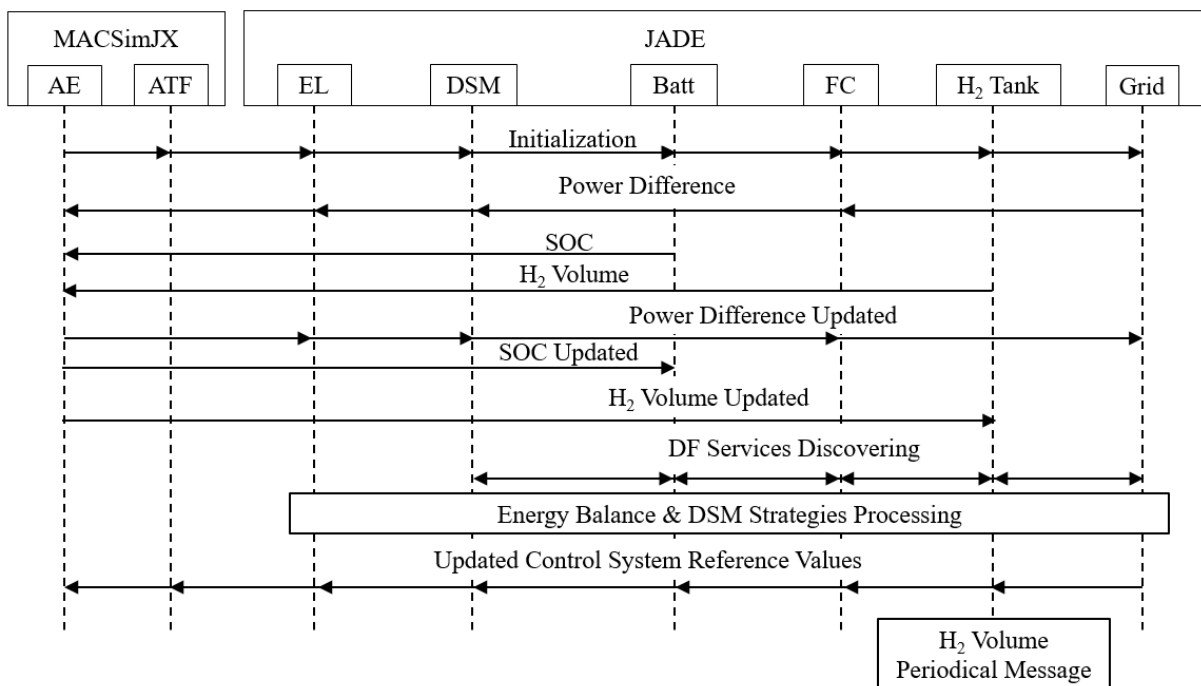 MACSimJX
JADE
AE
ATF
EL
DSM
Batt
FC
H₂ Tank
Grid
Initialization
Power Difference
SOC
H₂ Volume
Power Difference Updated
SOC Updated
H₂ Volume Updated
DF Services Discovering
Energy Balance & DSM Strategies Processing
Updated Control System Reference Values
H₂ Volume
Periodical Message